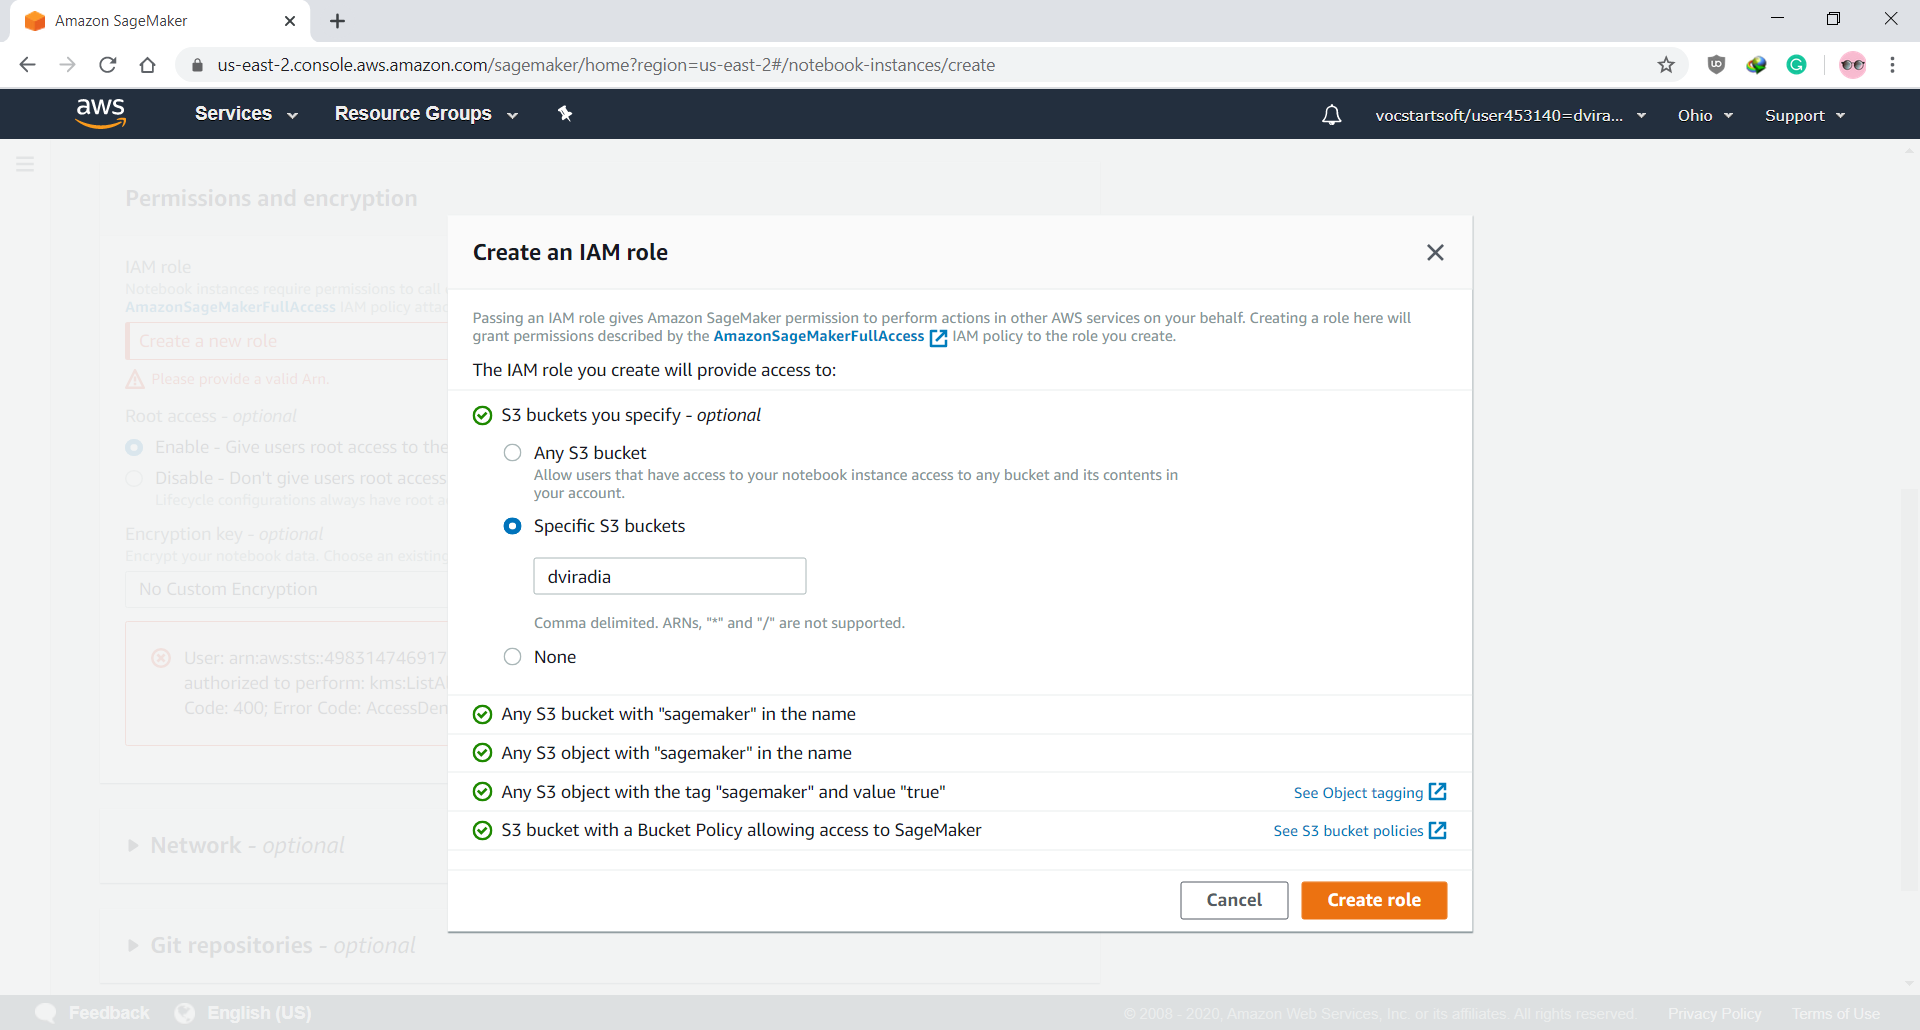 Amazon SageMaker
us-east-2.console.aws.amazon.com/sagemaker/home?region=us-east-2#/notebook-instances/create
aws
Services
Resource Groups
vocstartsoft/user453140=dvira...
Ohio
Support
Permissions and encryption
IAM role
Notebook instances require permissions to call
AmazonSageMakerFullAccess IAM policy attac
Create a new role
Please provide a valid Arn.
Root access - optional
Enable - Give users root access to the
Disable - Don't give users root access
Lifecycle configurations always have root a
Encryption key - optional
Encrypt your notebook data. Choose an existing
No Custom Encryption
User: arn:aws:sts::498314746917
authorized to perform: kms:ListAl
Code: 400; Error Code: AccessDen
Network - optional
Git repositories - optional
Create an IAM role
Passing an IAM role gives Amazon SageMaker permission to perform actions in other AWS services on your behalf. Creating a role here will
grant permissions described by the AmazonSageMakerFullAccess IAM policy to the role you create.
The IAM role you create will provide access to:
S3 buckets you specify - optional
Any S3 bucket
Allow users that have access to your notebook instance access to any bucket and its contents in
your account.
Specific S3 buckets
dviradia
Comma delimited. ARNs, "*" and "/" are not supported.
None
Any S3 bucket with "sagemaker" in the name
Any S3 object with "sagemaker" in the name
Any S3 object with the tag "sagemaker" and value "true"
See Object tagging
S3 bucket with a Bucket Policy allowing access to SageMaker
See S3 bucket policies
Cancel
Create role
Feedback
English (US)
© 2008 - 2020, Amazon Web Services, Inc. or its affiliates. All rights reserved.
Privacy Policy
Terms of Use